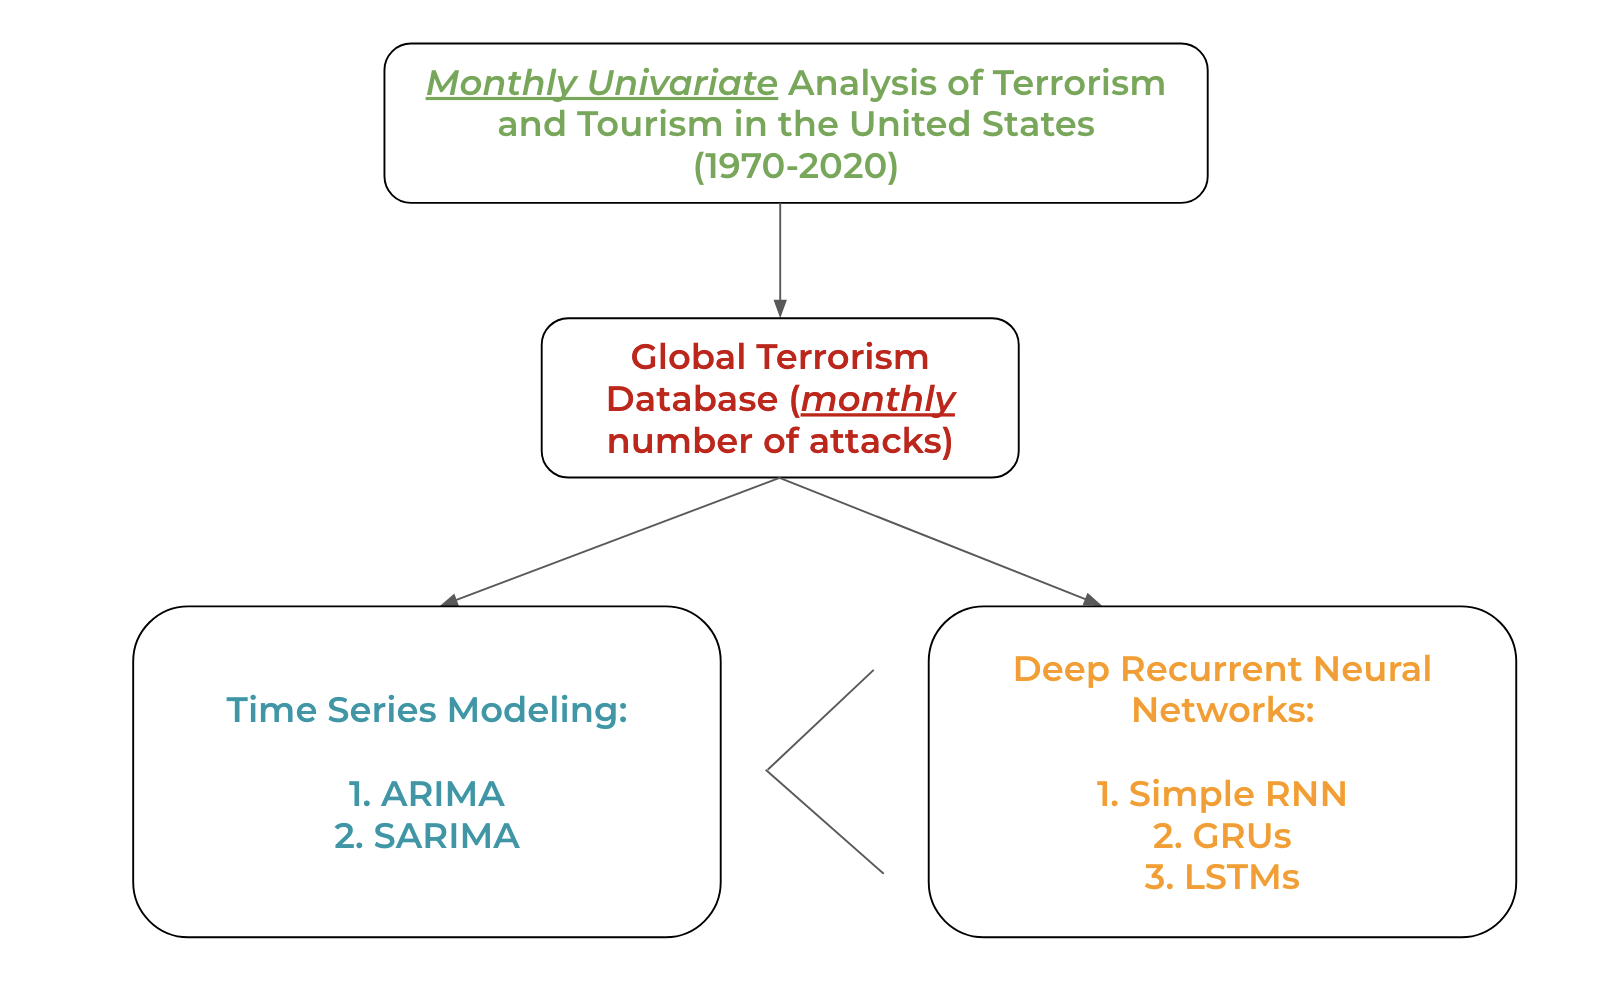 Monthly Univariate Analysis of Terrorism
and Tourism in the United States
(1970-2020)
Global Terrorism
Database (monthly
number of attacks)
Time Series Modeling:
1. ARIMA
2. SARIMA
Deep Recurrent Neural
Networks:
1. Simple RNN
2. GRUs
3. LSTMs